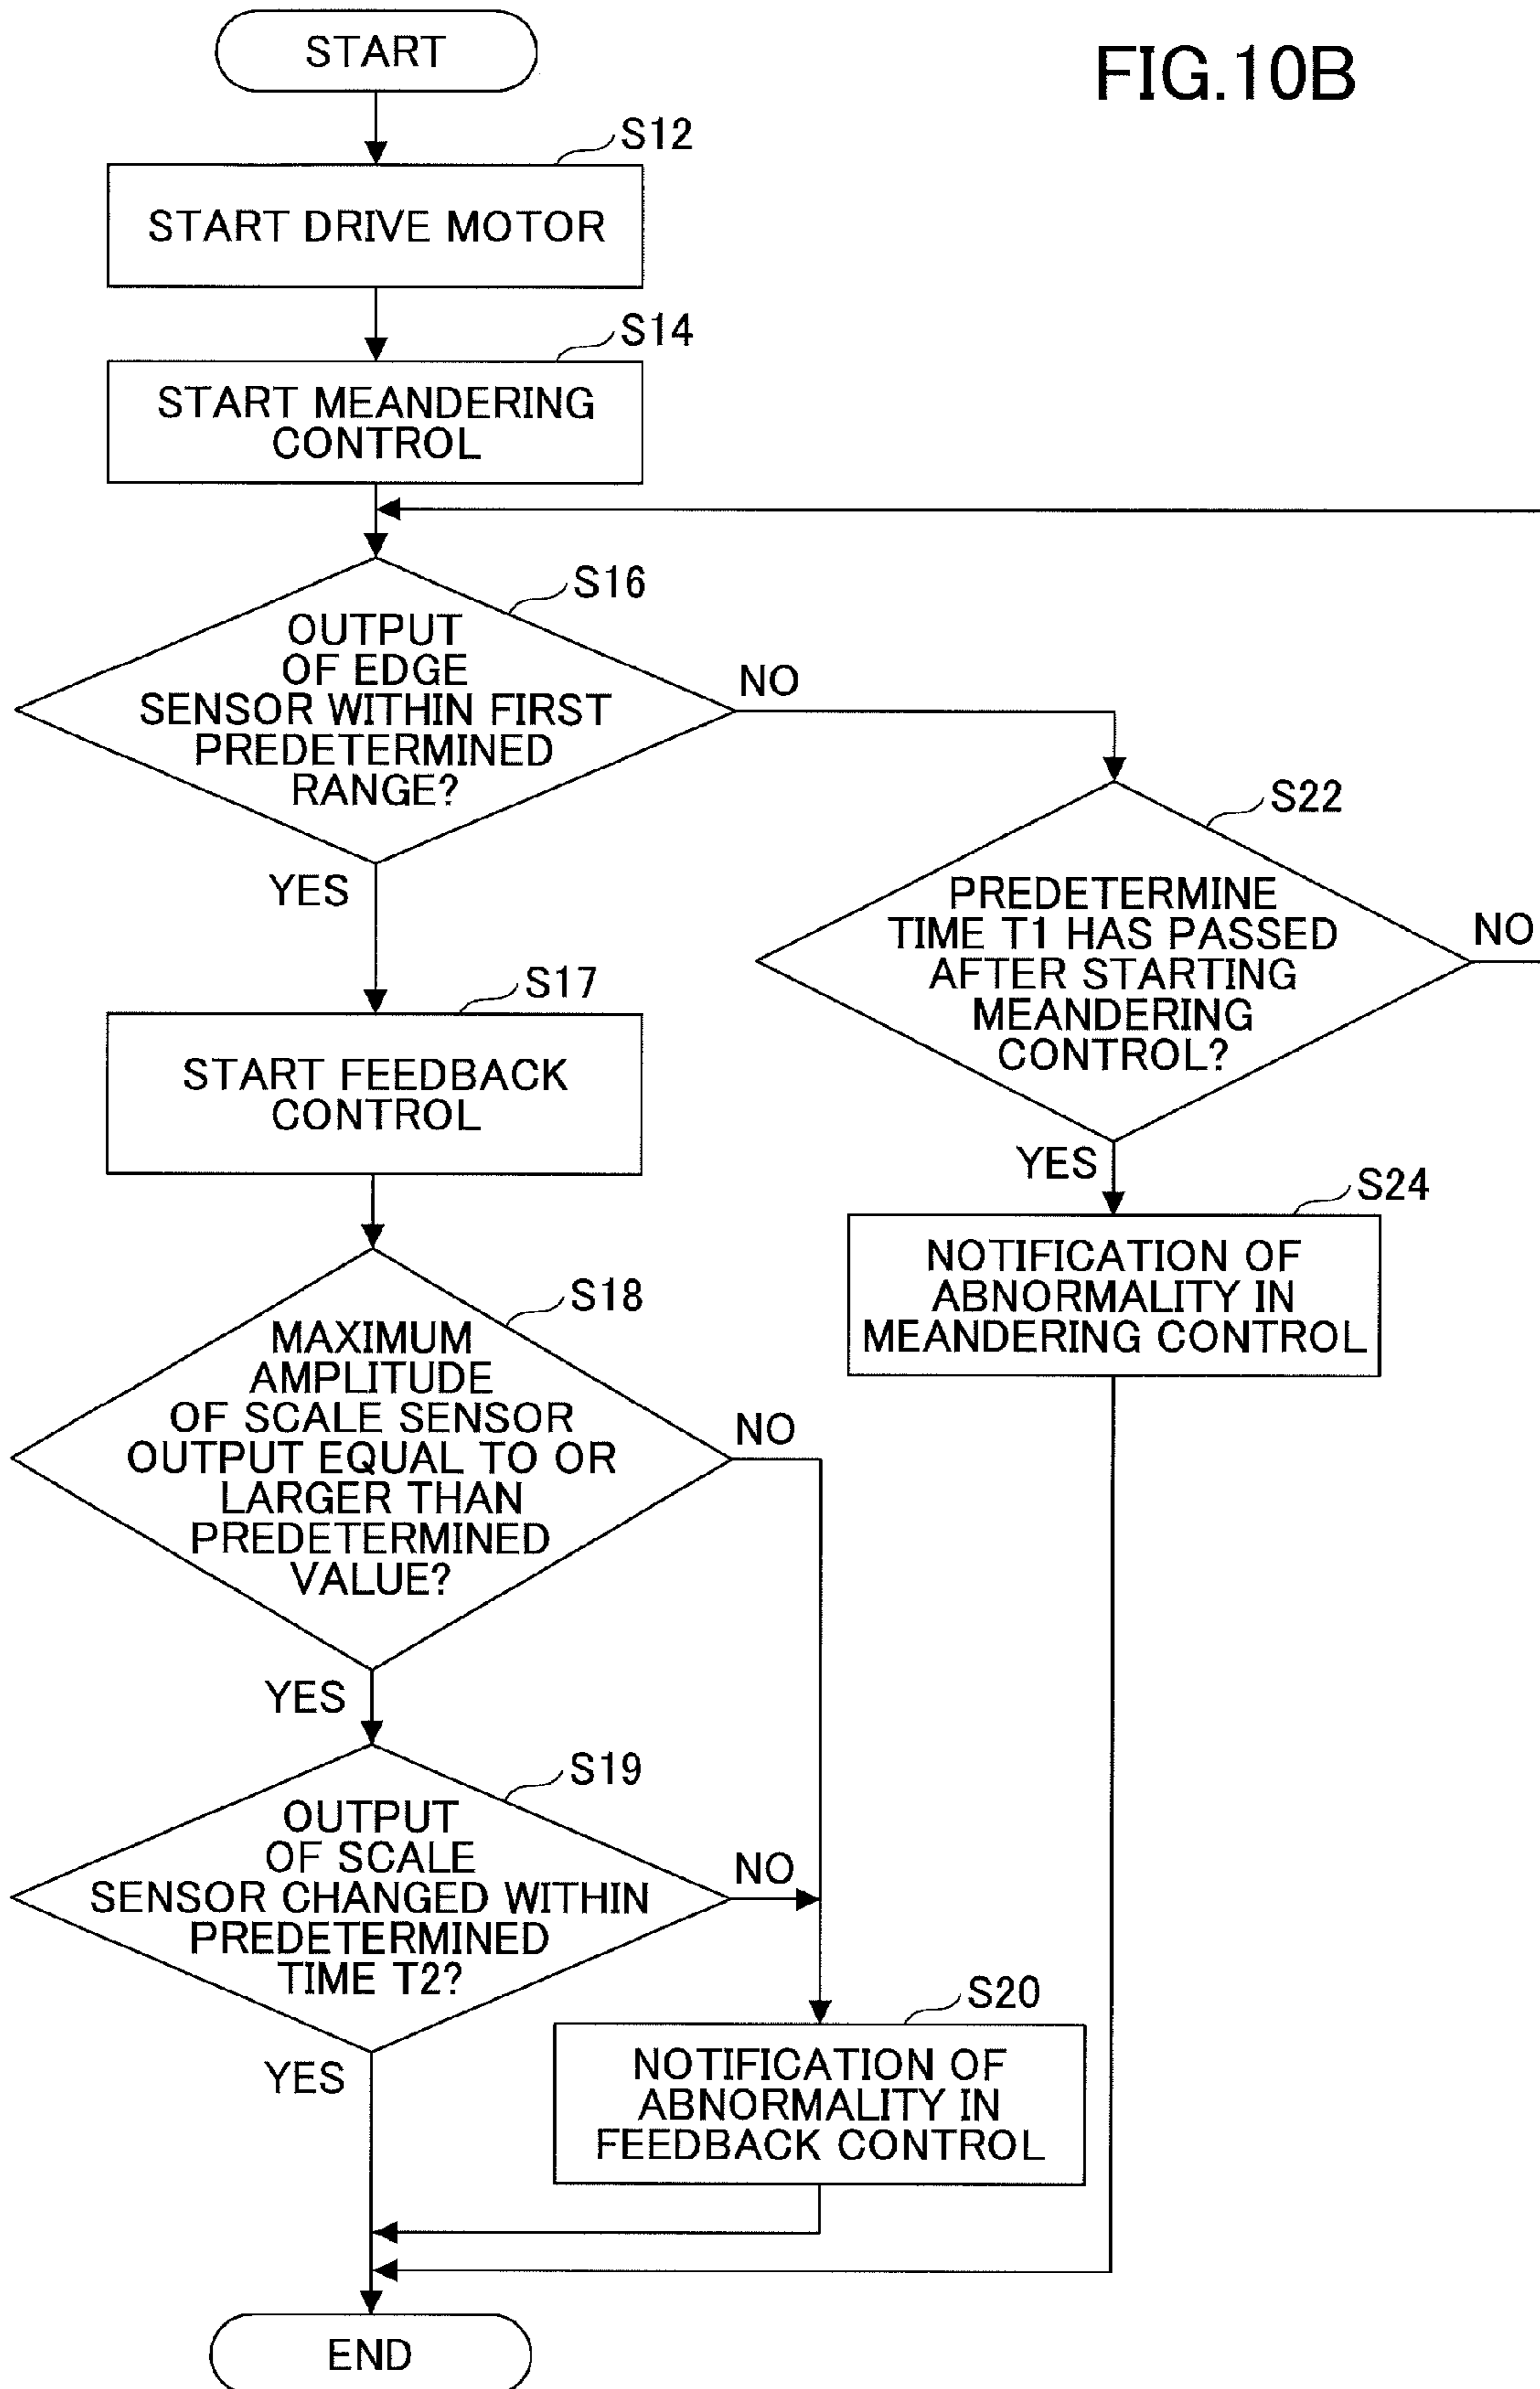 FIG.10B
START
S12
START DRIVE MOTOR
S14
START MEANDERING
CONTROL
S16
OUTPUT
OF EDGE
SENSOR WITHIN FIRST
PREDETERMINED
RANGE?
NO
YES
S22
PREDETERMINE
TIME T1 HAS PASSED
AFTER STARTING
MEANDERING
CONTROL?
NO
YES
S17
START FEEDBACK
CONTROL
S24
NOTIFICATION OF
ABNORMALITY IN
MEANDERING CONTROL
S18
MAXIMUM
AMPLITUDE
OF SCALE SENSOR
OUTPUT EQUAL TO OR
LARGER THAN
PREDETERMINED
VALUE?
NO
YES
S19
OUTPUT
OF SCALE
SENSOR CHANGED WITHIN
PREDETERMINED
TIME T2?
NO
YES
S20
NOTIFICATION OF
ABNORMALITY IN
FEEDBACK CONTROL
END